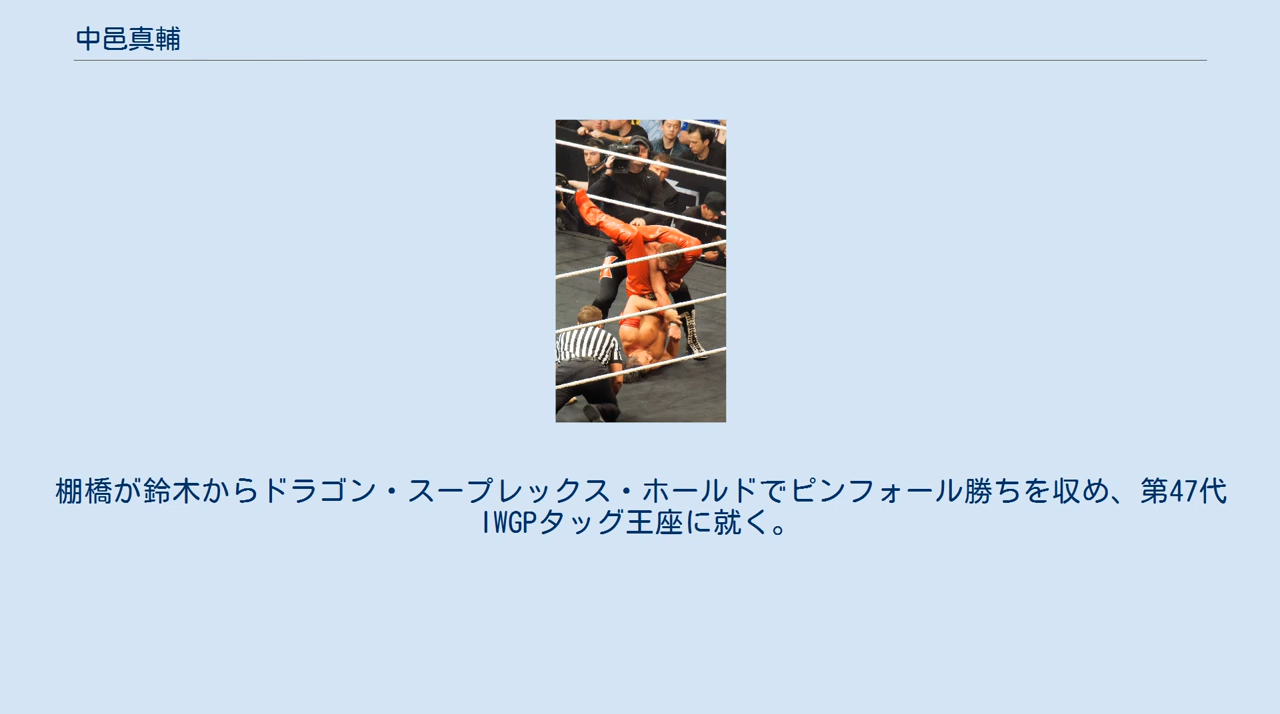 中邑真輔
棚橋が鈴木からドラゴン・スープレックス・ホールドでピンフォール勝ちを収め、第47代
IWGPタッグ王座に就く。